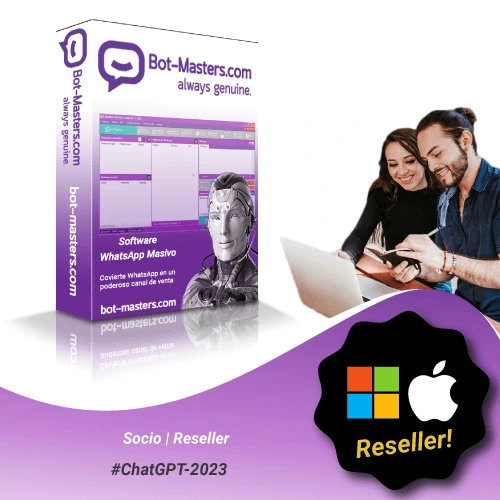 Bot-Masters.com
always genuine.
Bot-Masters.com
always genuine.
bot-masters.com
Software
WhatsApp Masivo
Covierte WhatsApp en un
poderoso canal de venta
bot-masters.com
Reseller!
Socio | Reseller
#ChatGPT-2023